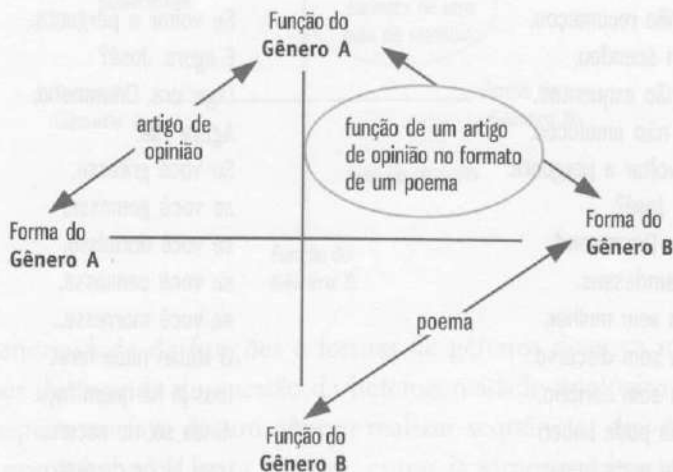 Função do
Gênero A
artigo de
opinião
função de um artigo
de opinião no formato
de um poema
Forma do
Gênero A
Forma do
Gênero B
poema
Função do
Gênero B